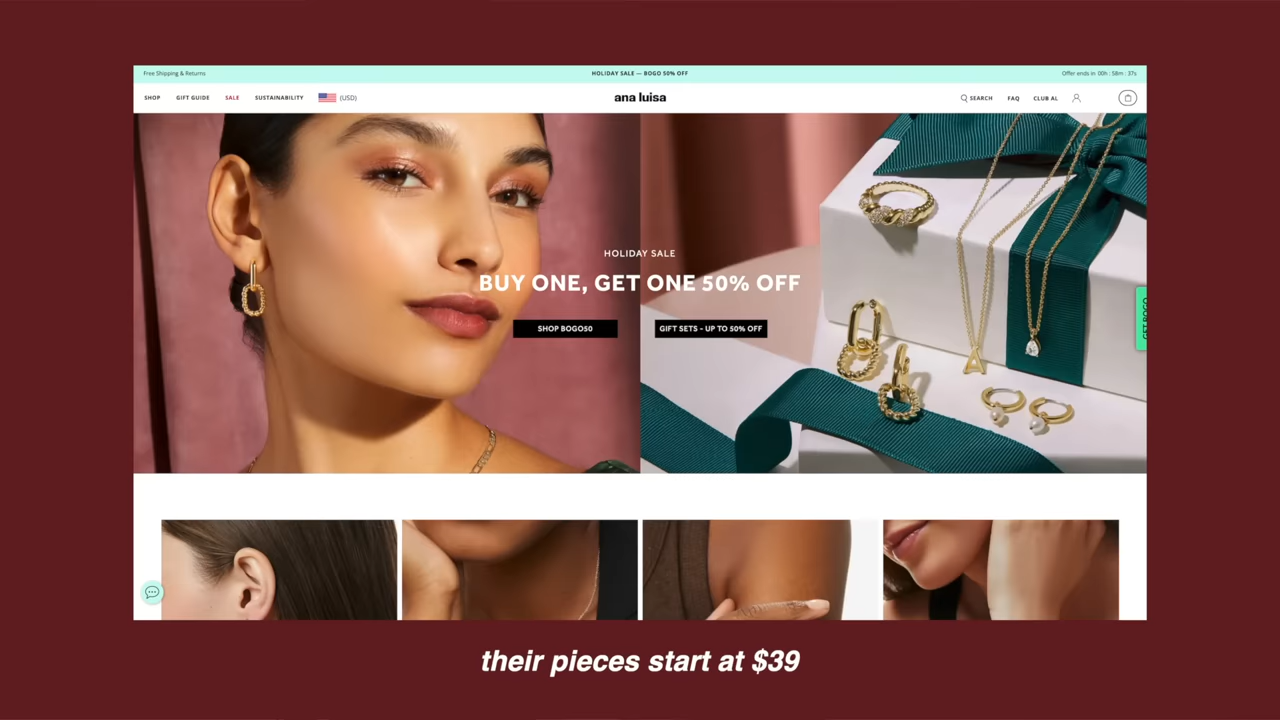 Free Shipping & Returns
HOLIDAY SALE — BOGO 50% OFF
Offer ends in 00h : 58m : 37s
SHOP
GIFT GUIDE
SALE
SUSTAINABILITY
(USD)
ana luisa
SEARCH
FAQ
CLUB AL
HOLIDAY SALE
BUY ONE, GET ONE 50% OFF
SHOP BOGO50
GIFT SETS - UP TO 50% OFF
GET BOGO
their pieces start at $39